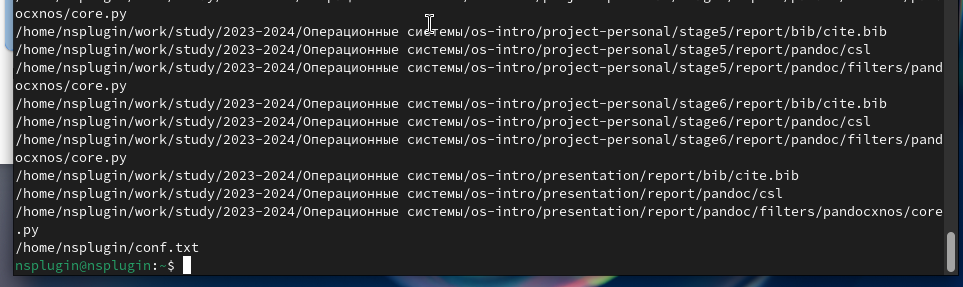 ocxnos/core.py
/home/nsplugin/work/study/2023-2024/Операционные системы/os-intro/project-personal/stage5/report/bib/cite.bib
/home/nsplugin/work/study/2023-2024/Операционные системы/os-intro/project-personal/stage5/report/pandoc/csl
/home/nsplugin/work/study/2023-2024/Операционные системы/os-intro/project-personal/stage5/report/pandoc/filters/pand
ocxnos/core.py
/home/nsplugin/work/study/2023-2024/Операционные системы/os-intro/project-personal/stage6/report/bib/cite.bib
/home/nsplugin/work/study/2023-2024/Операционные системы/os-intro/project-personal/stage6/report/pandoc/csl
/home/nsplugin/work/study/2023-2024/Операционные системы/os-intro/project-personal/stage6/report/pandoc/filters/pand
ocxnos/core.py
/home/nsplugin/work/study/2023-2024/Операционные системы/os-intro/presentation/report/bib/cite.bib
/home/nsplugin/work/study/2023-2024/Операционные системы/os-intro/presentation/report/pandoc/csl
/home/nsplugin/work/study/2023-2024/Операционные системы/os-intro/presentation/report/pandoc/filters/pandocxnos/core
.py
/home/nsplugin/conf.txt
nsplugin@nsplugin:~$